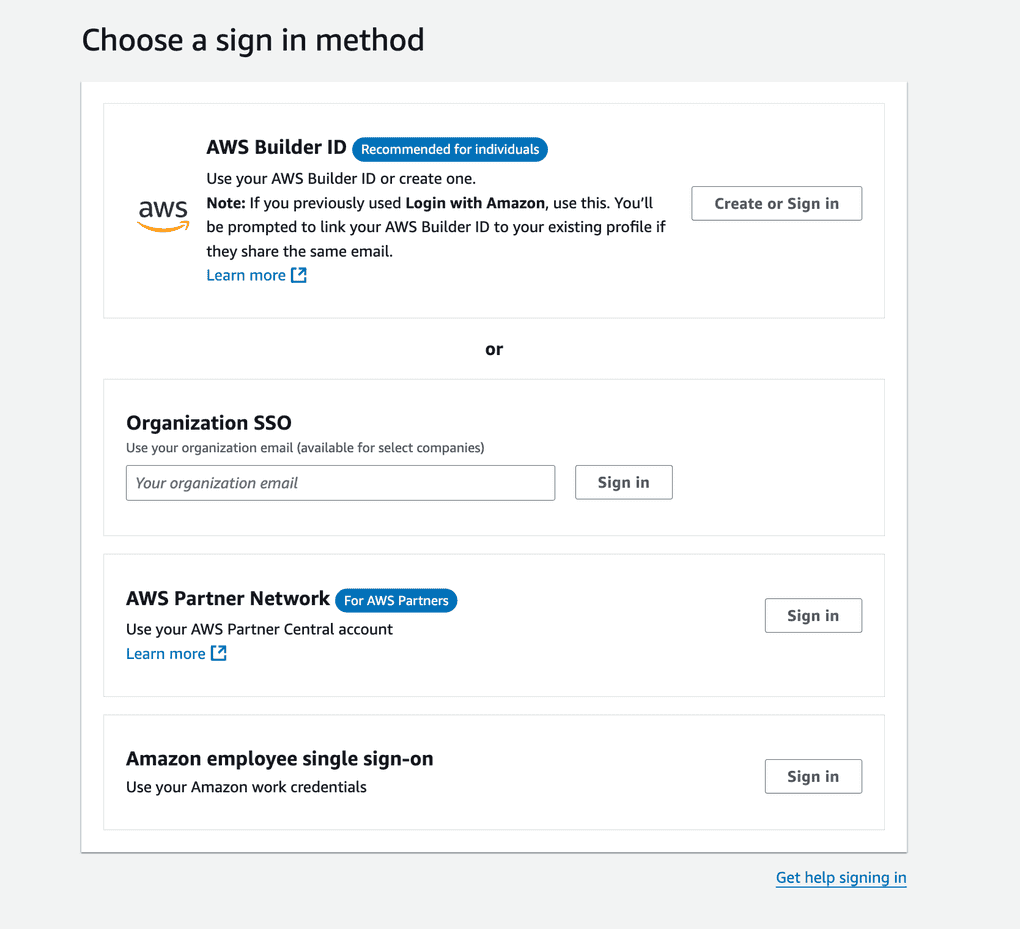 Choose a sign in method
AWS Builder ID Recommended for individuals
Use your AWS Builder ID or create one.
Note: If you previously used Login with Amazon, use this. You’ll
be prompted to link your AWS Builder ID to your existing profile if
they share the same email.
Learn more
aws
Create or Sign in
or
Organization SSO
Use your organization email (available for select companies)
Your organization email
Sign in
AWS Partner Network For AWS Partners
Use your AWS Partner Central account
Learn more
Sign in
Amazon employee single sign-on
Use your Amazon work credentials
Sign in
Get help signing in